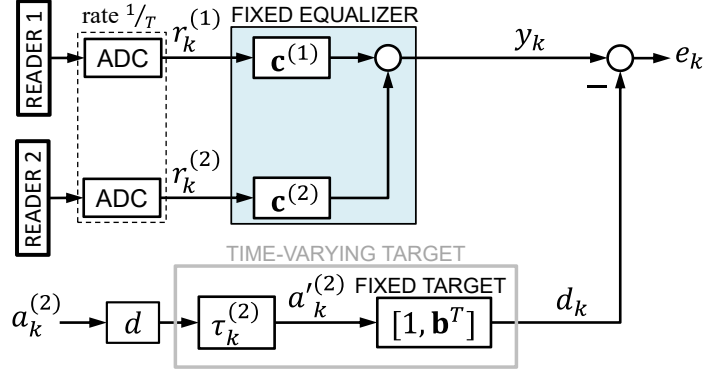 READER 1
rate 1/T
ADC
r_k^(1)
FIXED EQUALIZER
c^(1)
y_k
e_k
−
READER 2
ADC
r_k^(2)
c^(2)
TIME-VARYING TARGET
a_k^(2)
d
τ_k^(2)
a′_k^(2)
FIXED TARGET
[1, b^T]
d_k